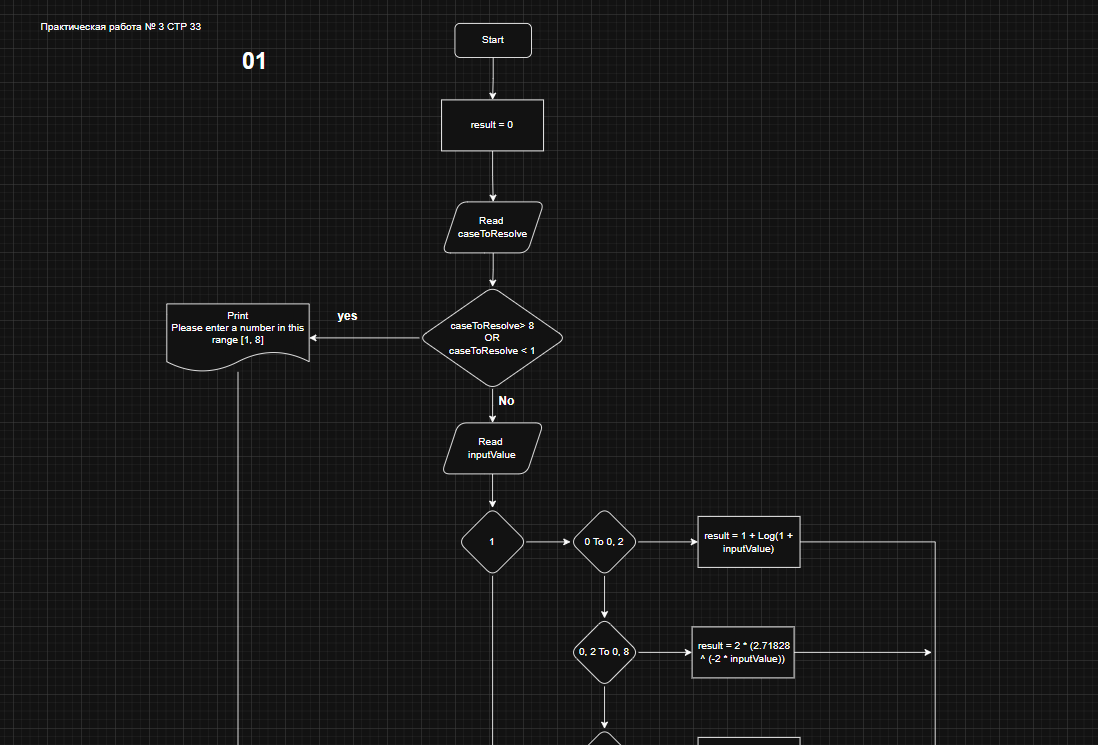 Практическая работа № 3 СТР 33
01
Start
result = 0
Read
caseToResolve
caseToResolve> 8
OR
caseToResolve < 1
yes
Print
Please enter a number in this
range [1, 8]
No
Read
inputValue
1
0 To 0, 2
result = 1 + Log(1 +
inputValue)
0, 2 To 0, 8
result = 2 * (2.71828
^ (-2 * inputValue))